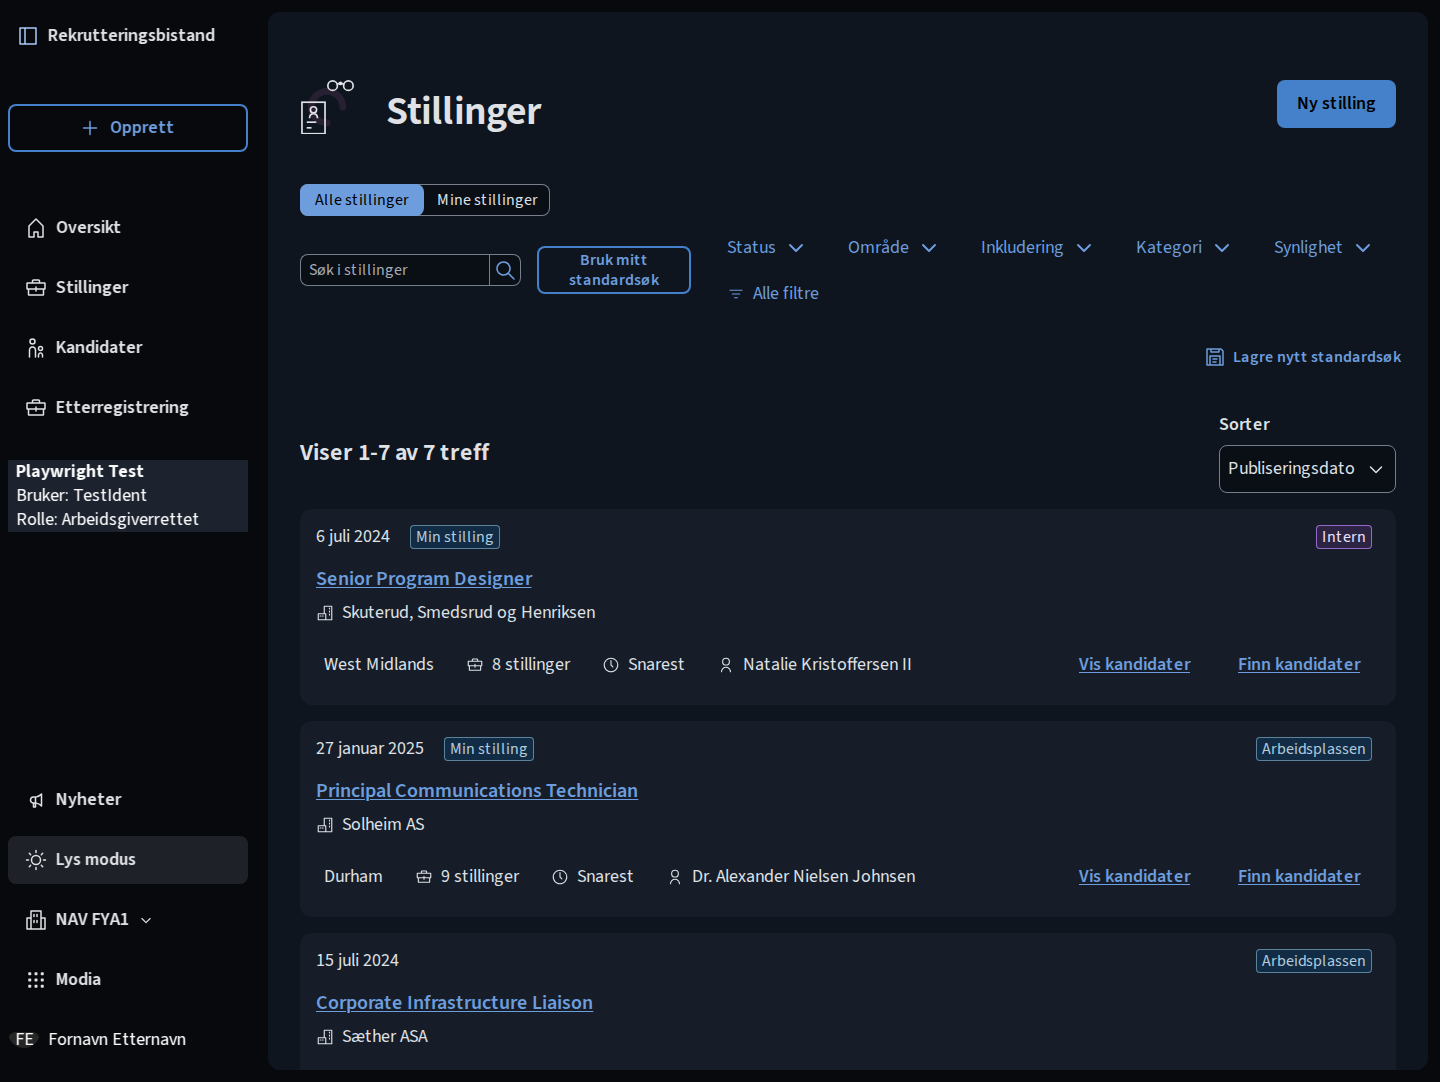 Rekrutteringsbistand
Opprett
Oversikt
Stillinger
Kandidater
Etterregistrering
Playwright Test
Bruker: TestIdent
Rolle: Arbeidsgiverrettet
Nyheter
Lys modus
NAV FYA1
Modia
FE Fornavn Etternavn
Stillinger
Ny stilling
Alle stillinger Mine stillinger
Søk i stillinger
Bruk mitt
standardsøk
Status Område Inkludering Kategori Synlighet
Alle filtre
Lagre nytt standardsøk
Viser 1-7 av 7 treff
Sorter
Publiseringsdato
6 juli 2024 Min stilling Intern
Senior Program Designer
Skuterud, Smedsrud og Henriksen
West Midlands 8 stillinger Snarest Natalie Kristoffersen II Vis kandidater Finn kandidater
27 januar 2025 Min stilling Arbeidsplassen
Principal Communications Technician
Solheim AS
Durham 9 stillinger Snarest Dr. Alexander Nielsen Johnsen Vis kandidater Finn kandidater
15 juli 2024 Arbeidsplassen
Corporate Infrastructure Liaison
Sæther ASA